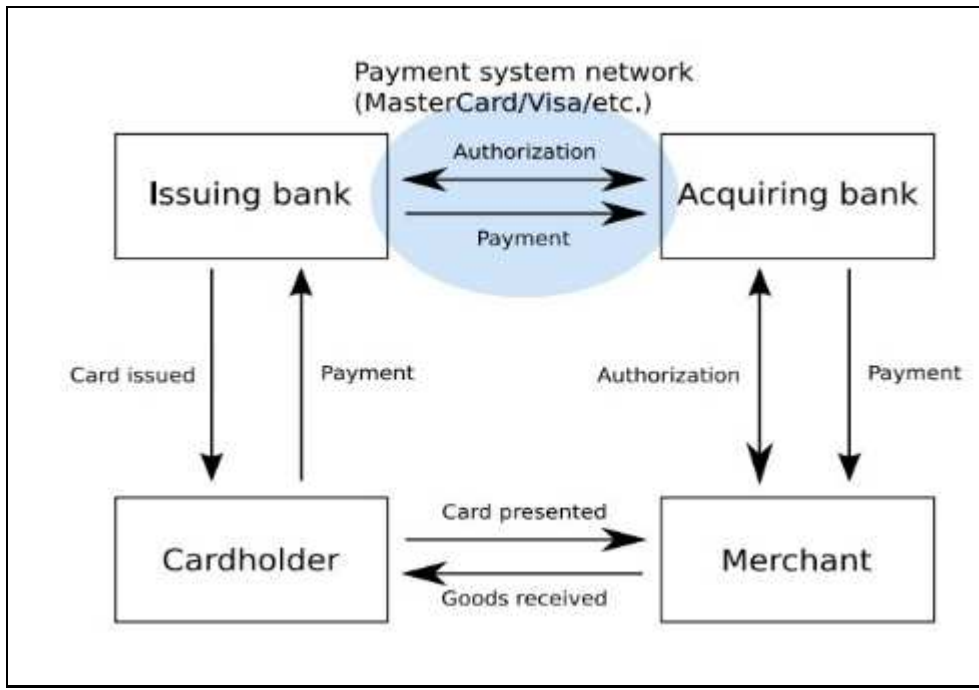 Payment system network
(MasterCard/Visa/etc.)
Authorization
Issuing bank
Acquiring bank
Payment
Card issued
Payment
Authorization
Payment
Card presented
Cardholder
Merchant
Goods received